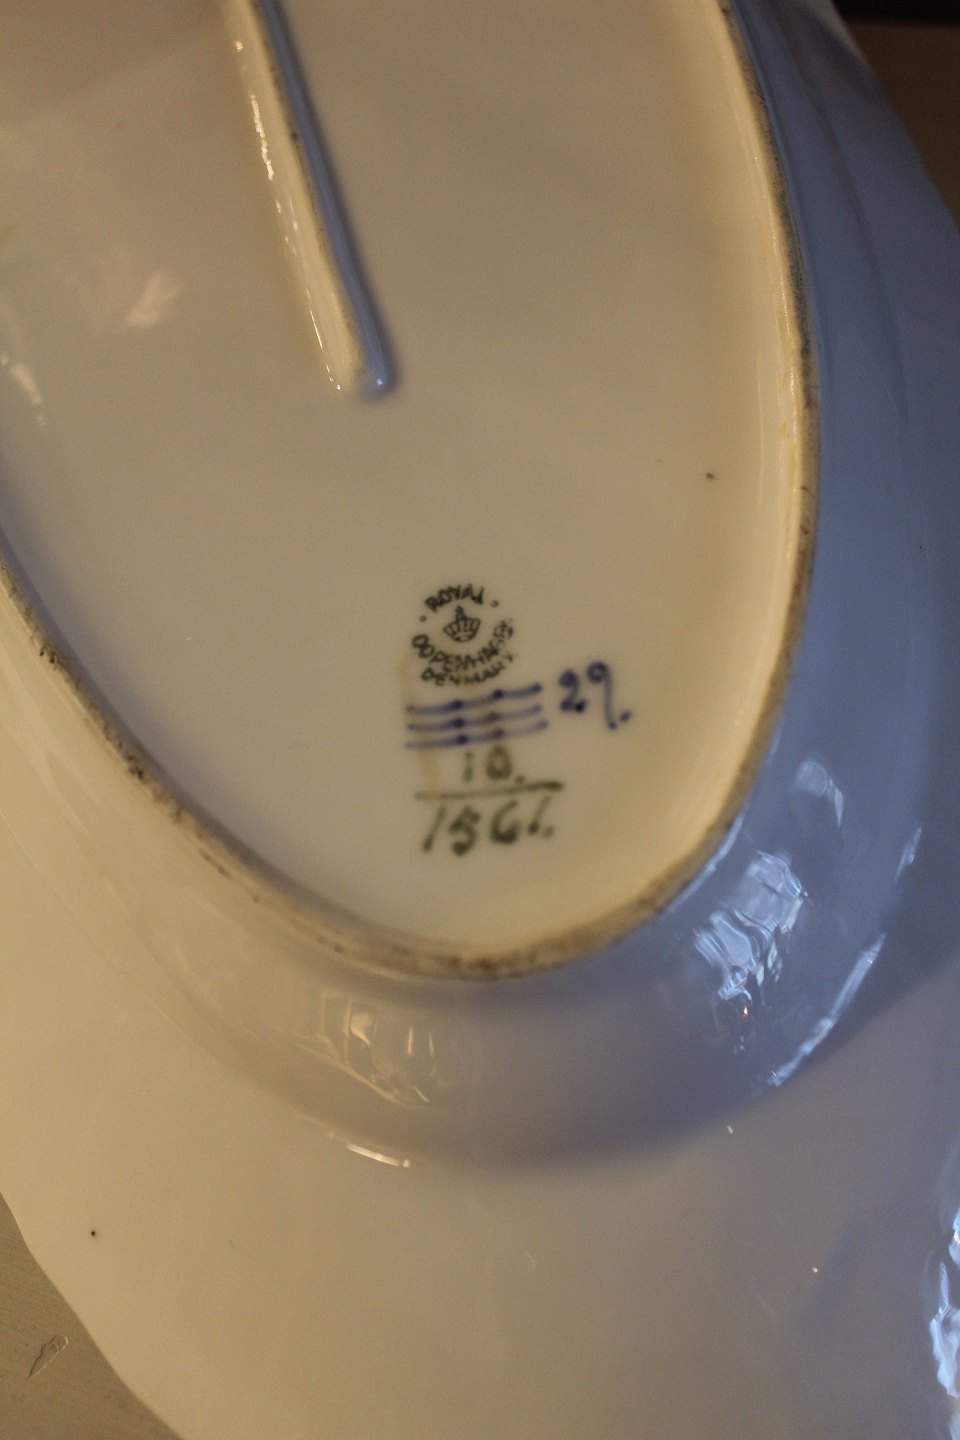 ROYAL
COPENHAGEN
DENMARK
29.
10.
1561.